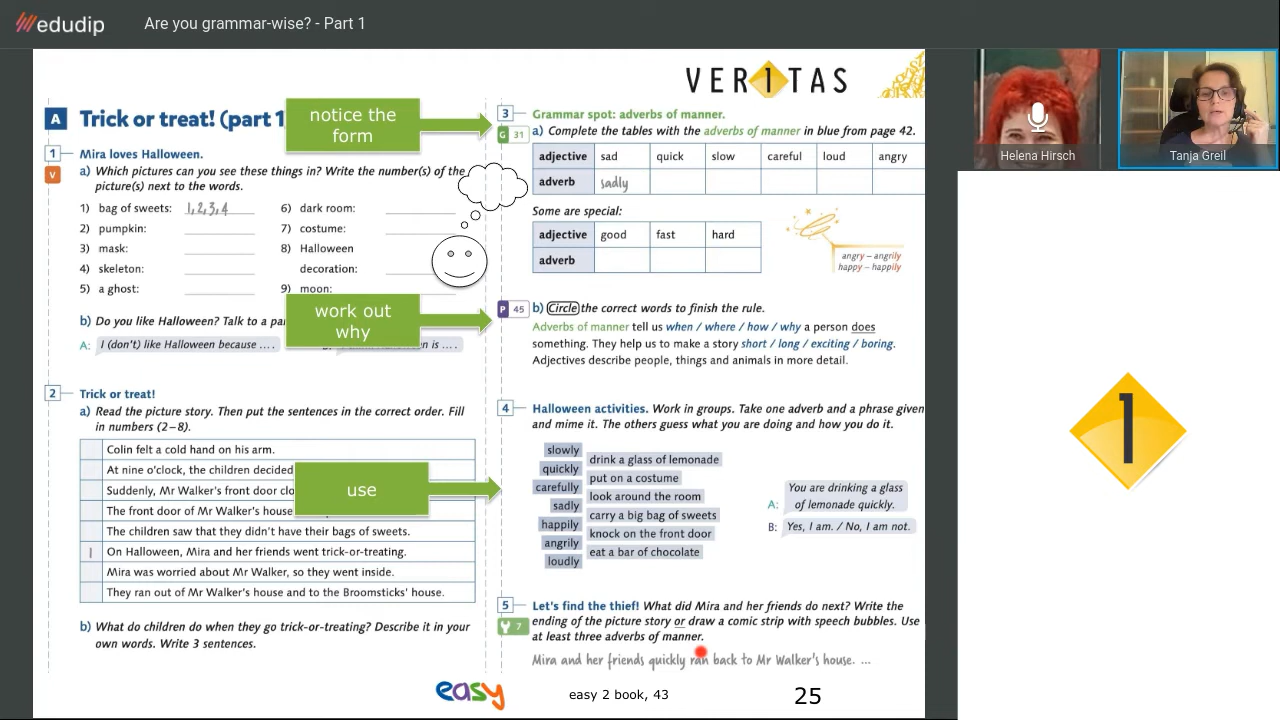 edudip
Are you grammar-wise? - Part 1
VERITAS
A
Trick or treat! (part 1
notice the
form
1
Mira loves Halloween.
V
a) Which pictures can you see these things in? Write the number(s) of the
picture(s) next to the words.
1) bag of sweets: 1,2,3,4
2) pumpkin:
3) mask:
4) skeleton:
5) a ghost:
6) dark room:
7) costume:
8) Halloween
decoration:
9) moon:
b) Do you like Halloween? Talk to a
work out
why
A: I (don't) like Halloween because ....
is ....
2
Trick or treat!
a) Read the picture story. Then put the sentences in the correct order. Fill
in numbers (2–8).
Colin felt a cold hand on his arm.
At nine o'clock, the children decided
Suddenly, Mr Walker's front door
The front door of Mr Walker's house
The children saw that they didn't have their bags of sweets.
1 On Halloween, Mira and her friends went trick-or-treating.
Mira was worried about Mr Walker, so they went inside.
They ran out of Mr Walker's house and to the Broomsticks' house.
use
b) What do children do when they go trick-or-treating? Describe it in your
own words. Write 3 sentences.
3
Grammar spot: adverbs of manner.
G 31
a) Complete the tables with the adverbs of manner in blue from page 42.
adjective sad quick slow careful loud angry
adverb sadly
Some are special:
adjective good fast hard
adverb
angry – angrily
happy – happily
P 45
b) Circle the correct words to finish the rule.
Adverbs of manner tell us when / where / how / why a person does
something. They help us to make a story short / long / exciting / boring.
Adjectives describe people, things and animals in more detail.
4
Halloween activities. Work in groups. Take one adverb and a phrase given
and mime it. The others guess what you are doing and how you do it.
slowly
quickly
carefully
sadly
happily
angrily
loudly
drink a glass of lemonade
put on a costume
look around the room
carry a big bag of sweets
knock on the front door
eat a bar of chocolate
A: You are drinking a glass
of lemonade quickly.
B: Yes, I am. / No, I am not.
5
Let's find the thief! What did Mira and her friends do next? Write the
7
ending of the picture story or draw a comic strip with speech bubbles. Use
at least three adverbs of manner.
Mira and her friends quickly ran back to Mr Walker's house. ...
easy
easy 2 book, 43
25
Helena Hirsch
Tanja Greil
1